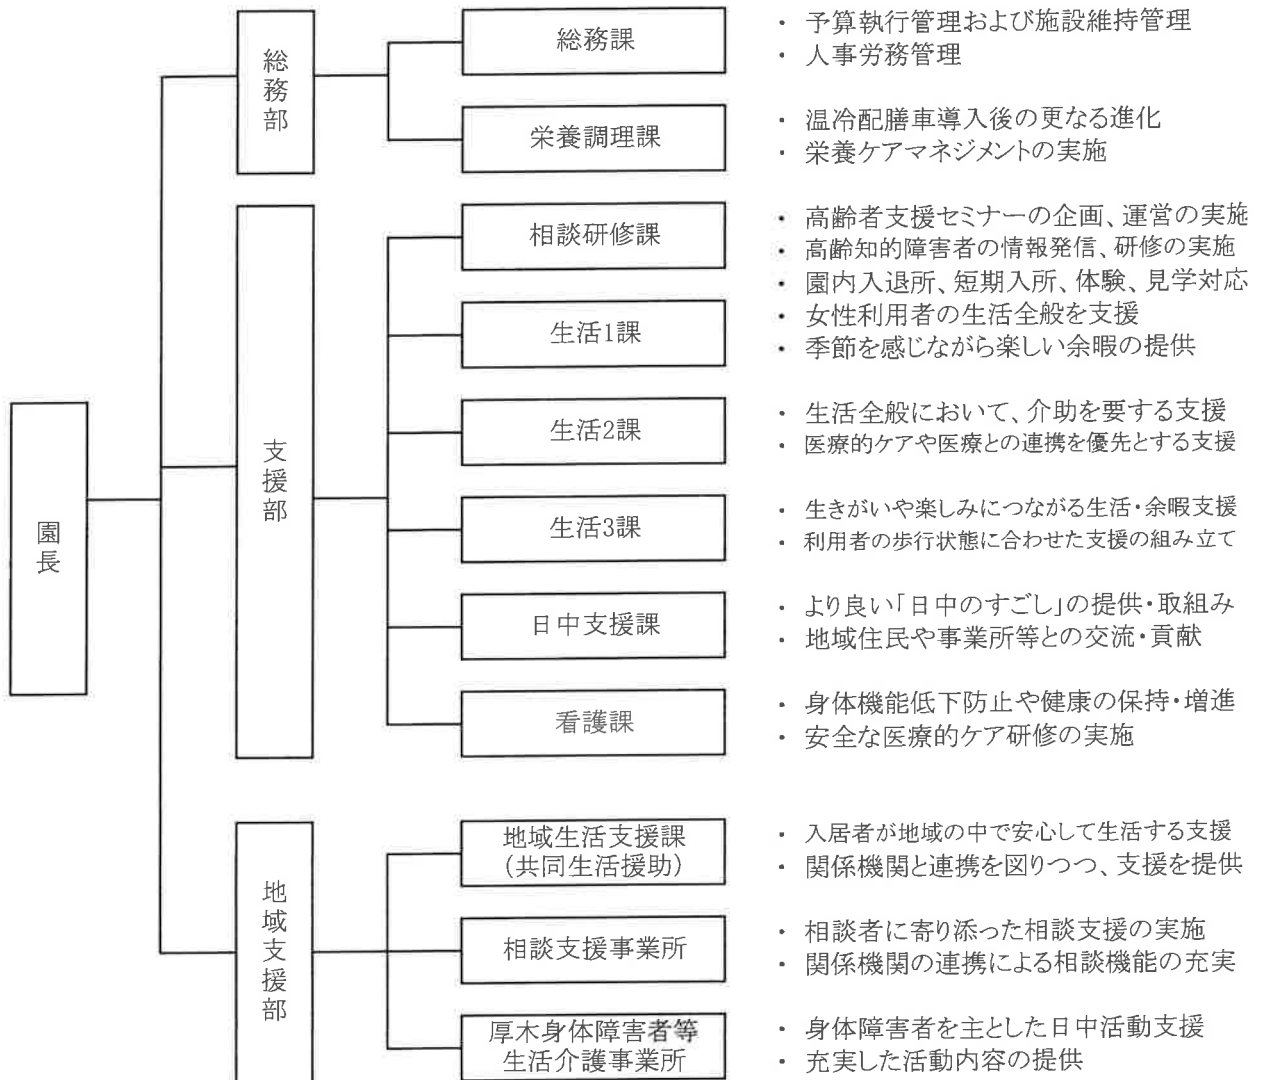 園長
総務部
総務課
・ 予算執行管理および施設維持管理
・ 人事労務管理
栄養調理課
・ 温冷配膳車導入後の更なる進化
・ 栄養ケアマネジメントの実施
支援部
相談研修課
・ 高齢者支援セミナーの企画、運営の実施
・ 高齢知的障害者の情報発信、研修の実施
・ 園内入退所、短期入所、体験、見学対応
生活1課
・ 女性利用者の生活全般を支援
・ 季節を感じながら楽しい余暇の提供
生活2課
・ 生活全般において、介助を要する支援
・ 医療的ケアや医療との連携を優先とする支援
生活3課
・ 生きがいや楽しみにつながる生活・余暇支援
・ 利用者の歩行状態に合わせた支援の組み立て
日中支援課
・ より良い「日中のすごし」の提供・取組み
・ 地域住民や事業所等との交流・貢献
看護課
・ 身体機能低下防止や健康の保持・増進
・ 安全な医療的ケア研修の実施
地域支援部
地域生活支援課
(共同生活援助)
・ 入居者が地域の中で安心して生活する支援
・ 関係機関と連携を図りつつ、支援を提供
相談支援事業所
・ 相談者に寄り添った相談支援の実施
・ 関係機関の連携による相談機能の充実
厚木身体障害者等
生活介護事業所
・ 身体障害者を主とした日中活動支援
・ 充実した活動内容の提供